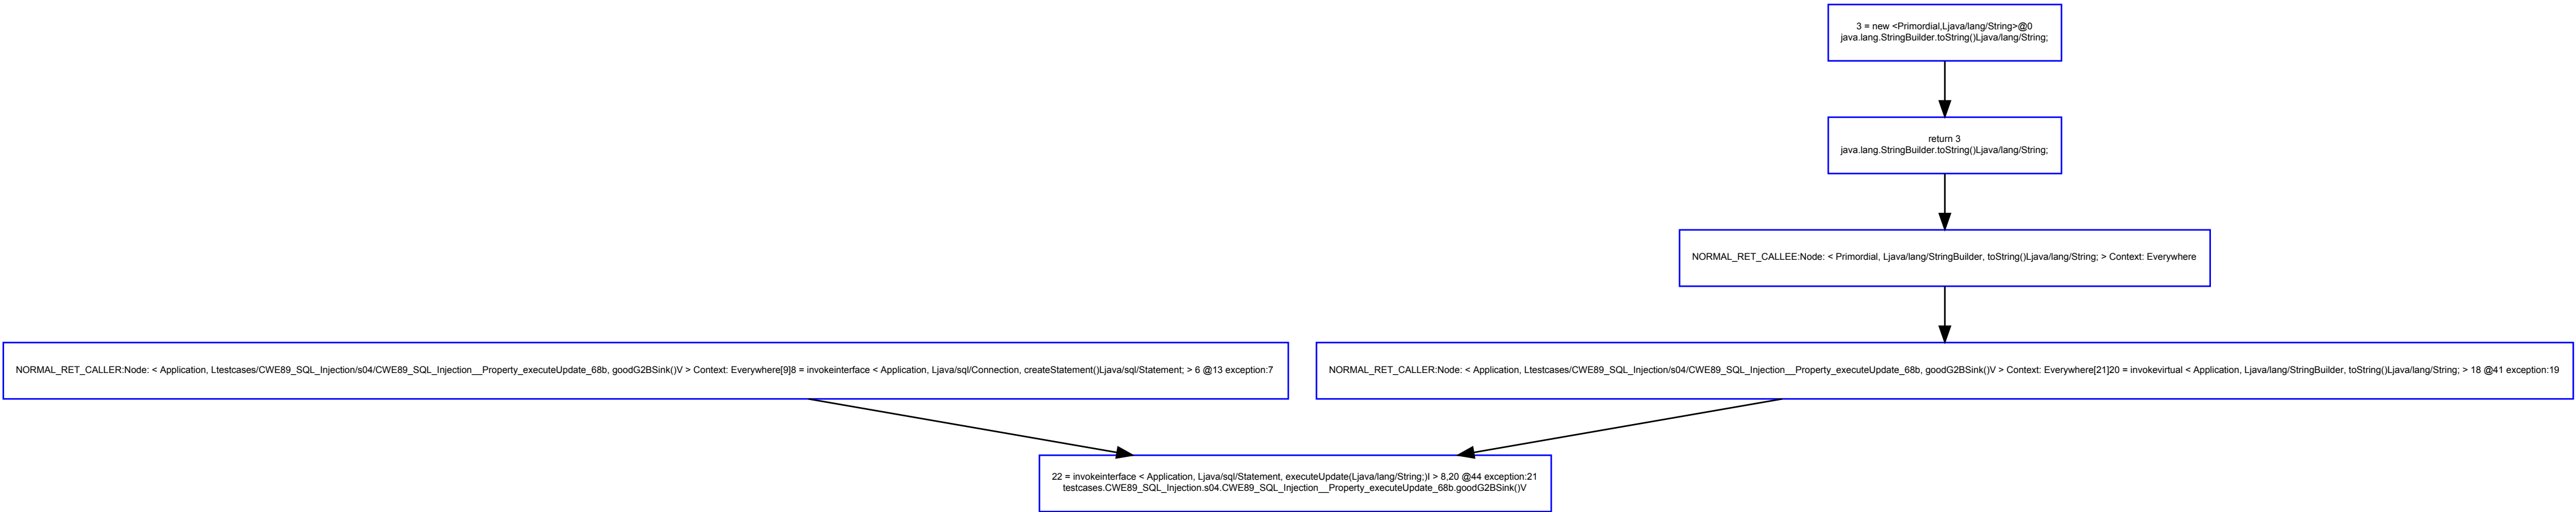 3 = new <Primordial,Ljava/lang/String>@0
java.lang.StringBuilder.toString()Ljava/lang/String;
return 3
java.lang.StringBuilder.toString()Ljava/lang/String;
NORMAL_RET_CALLEE:Node: < Primordial, Ljava/lang/StringBuilder, toString()Ljava/lang/String; > Context: Everywhere
NORMAL_RET_CALLER:Node: < Application, Ltestcases/CWE89_SQL_Injection/s04/CWE89_SQL_Injection__Property_executeUpdate_68b, goodG2BSink()V > Context: Everywhere[9]8 = invokeinterface < Application, Ljava/sql/Connection, createStatement()Ljava/sql/Statement; > 6 @13 exception:7
NORMAL_RET_CALLER:Node: < Application, Ltestcases/CWE89_SQL_Injection/s04/CWE89_SQL_Injection__Property_executeUpdate_68b, goodG2BSink()V > Context: Everywhere[21]20 = invokevirtual < Application, Ljava/lang/StringBuilder, toString()Ljava/lang/String; > 18 @41 exception:19
22 = invokeinterface < Application, Ljava/sql/Statement, executeUpdate(Ljava/lang/String;)I > 8,20 @44 exception:21
testcases.CWE89_SQL_Injection.s04.CWE89_SQL_Injection__Property_executeUpdate_68b.goodG2BSink()V